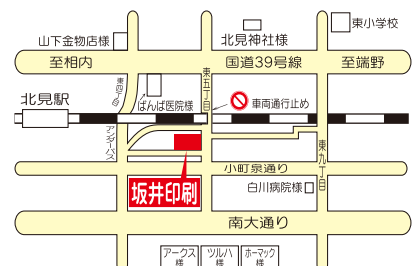 東小学校
山下金物店様
北見神社様
至相内
国道39号線
至端野
東四丁目
東五丁目
ぱんば医院様
車両通行止め
北見駅
アンダーパス
東九丁目
小町泉通り
白川病院様
坂井印刷
南大通り
アークス
様
ツルハ
様
ホーマック
様